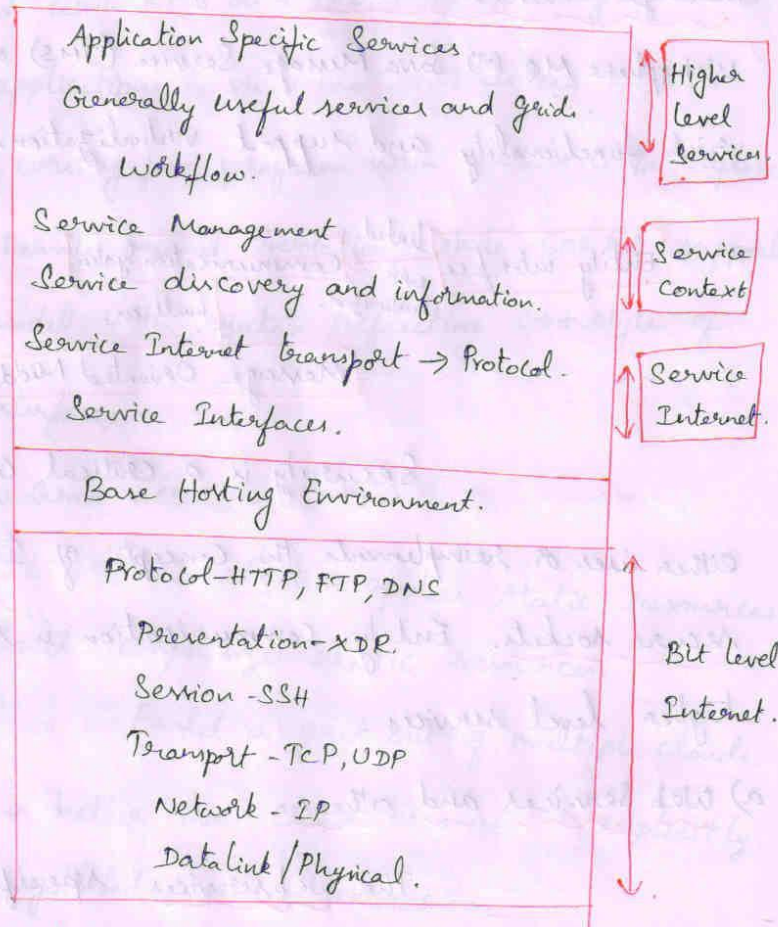 Application Specific Services
Generally useful services and grid.
Workflow.
Higher
level
Services.
Service Management
Service discovery and information.
Service
Context
Service Internet transport → Protocol.
Service Interfaces.
Service
Internet.
Base Hosting Environment.
Protocol-HTTP, FTP, DNS
Presentation-XDR.
Session -SSH
Transport - TCP, UDP
Network - IP
Datalink/Physical.
Bit level
Internet.